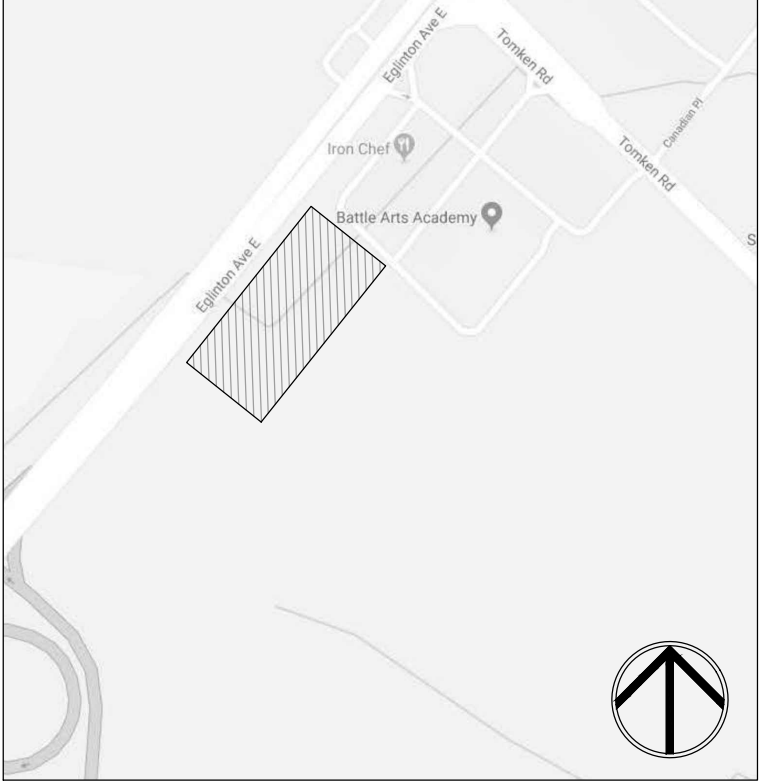 Eglinton Ave E
Tomken Rd
Canadian Pl
Iron Chef
Tomken Rd
Battle Arts Academy
S
Eglinton Ave E